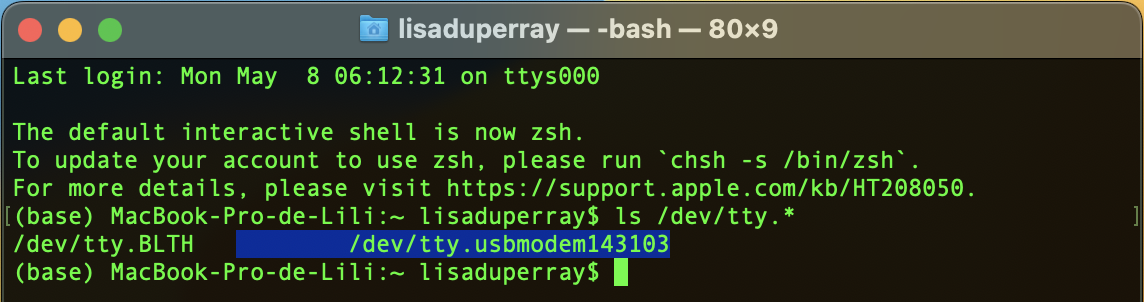 lisaduperray — -bash — 80×9
Last login: Mon May  8 06:12:31 on ttys000
The default interactive shell is now zsh.
To update your account to use zsh, please run `chsh -s /bin/zsh`.
For more details, please visit https://support.apple.com/kb/HT208050.
[(base) MacBook-Pro-de-Lili:~ lisaduperray$ ls /dev/tty.* ]
/dev/tty.BLTH              /dev/tty.usbmodem143103
(base) MacBook-Pro-de-Lili:~ lisaduperray$